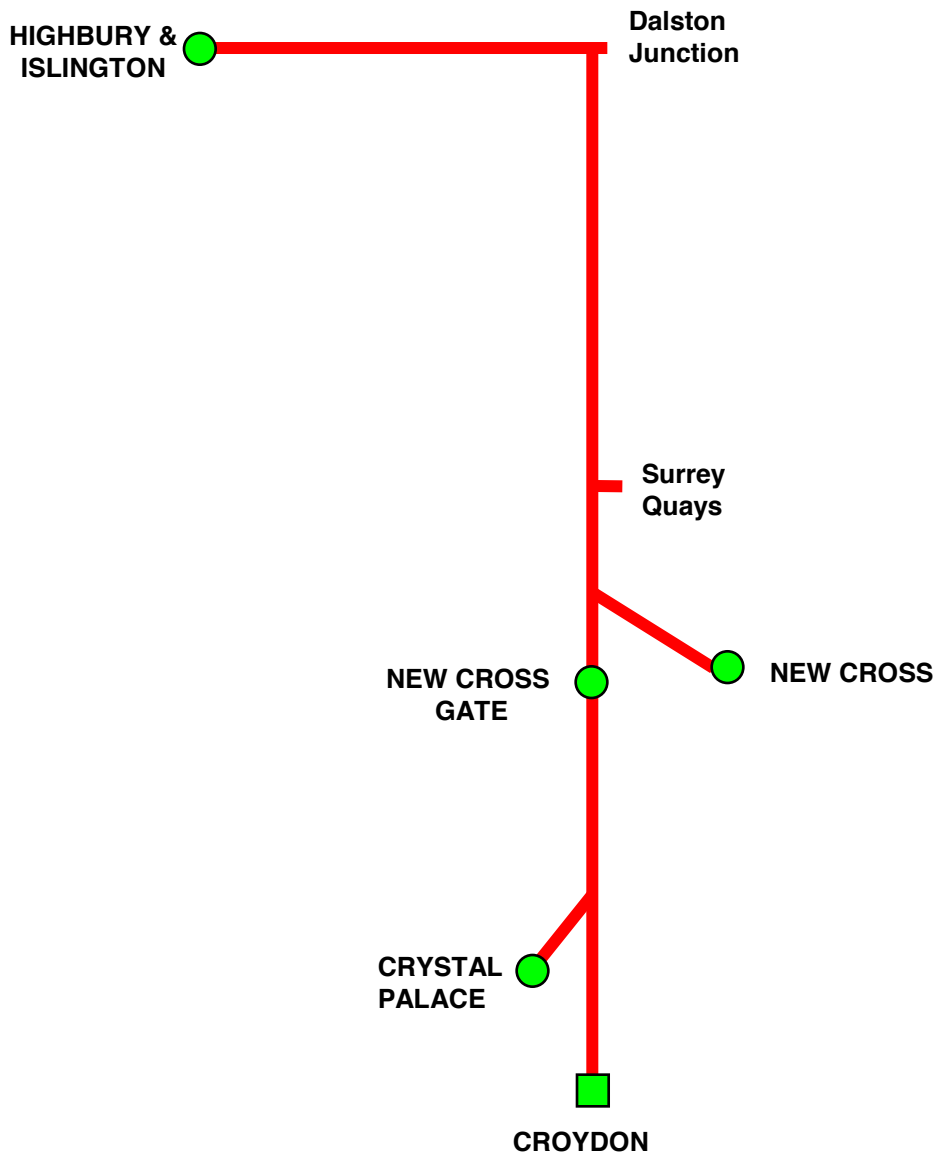 HIGHBURY &
ISLINGTON
Dalston
Junction
Surrey
Quays
NEW CROSS
GATE
NEW CROSS
CRYSTAL
PALACE
CROYDON